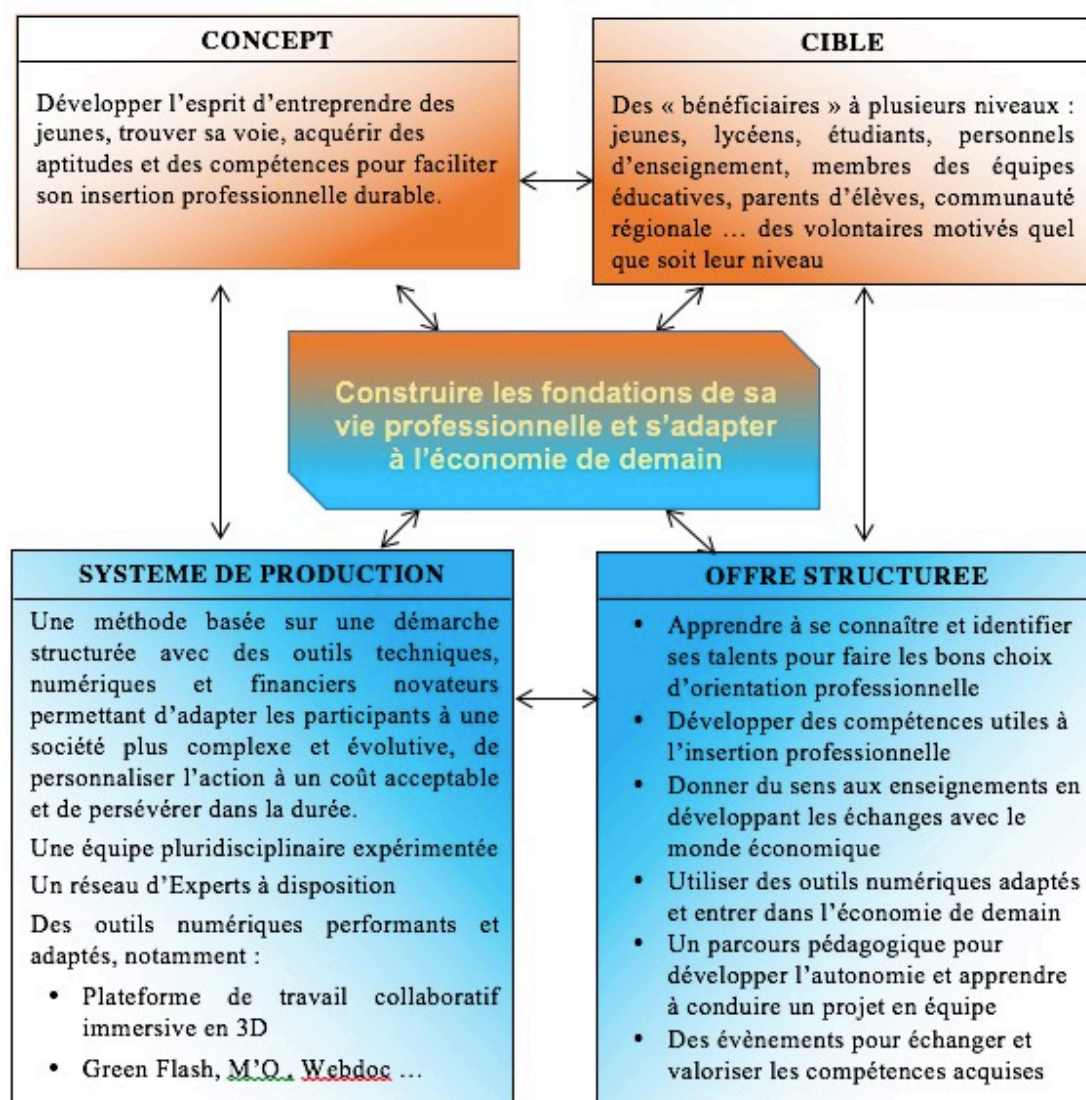 CONCEPT
Développer l’esprit d’entreprendre des
jeunes, trouver sa voie, acquérir des
aptitudes et des compétences pour faciliter
son insertion professionnelle durable.
CIBLE
Des « bénéficiaires » à plusieurs niveaux :
jeunes, lycéens, étudiants, personnels
d’enseignement, membres des équipes
éducatives, parents d’élèves, communauté
régionale … des volontaires motivés quel
que soit leur niveau
Construire les fondations de sa
vie professionnelle et s’adapter
à l’économie de demain
SYSTEME DE PRODUCTION
Une méthode basée sur une démarche
structurée avec des outils techniques,
numériques et financiers novateurs
permettant d’adapter les participants à une
société plus complexe et évolutive, de
personnaliser l’action à un coût acceptable
et de persévérer dans la durée.
Une équipe pluridisciplinaire expérimentée
Un réseau d’Experts à disposition
Des outils numériques performants et
adaptés, notamment :
• Plateforme de travail collaboratif
immersive en 3D
• Green Flash, M’O , Webdoc …
OFFRE STRUCTUREE
• Apprendre à se connaître et identifier
ses talents pour faire les bons choix
d’orientation professionnelle
• Développer des compétences utiles à
l’insertion professionnelle
• Donner du sens aux enseignements en
développant les échanges avec le
monde économique
• Utiliser des outils numériques adaptés
et entrer dans l’économie de demain
• Un parcours pédagogique pour
développer l’autonomie et apprendre
à conduire un projet en équipe
• Des évènements pour échanger et
valoriser les compétences acquises